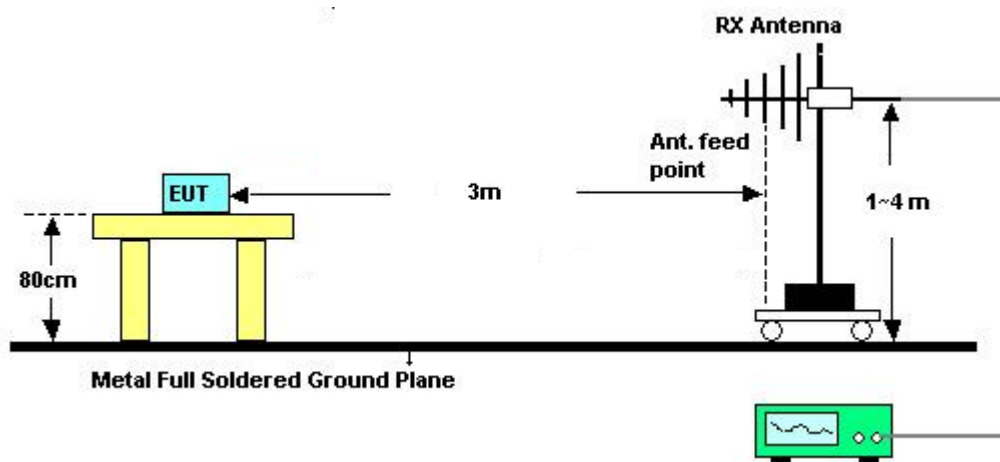 RX Antenna
Ant. feed
point
EUT
3m
1~4 m
80cm
Metal Full Soldered Ground Plane